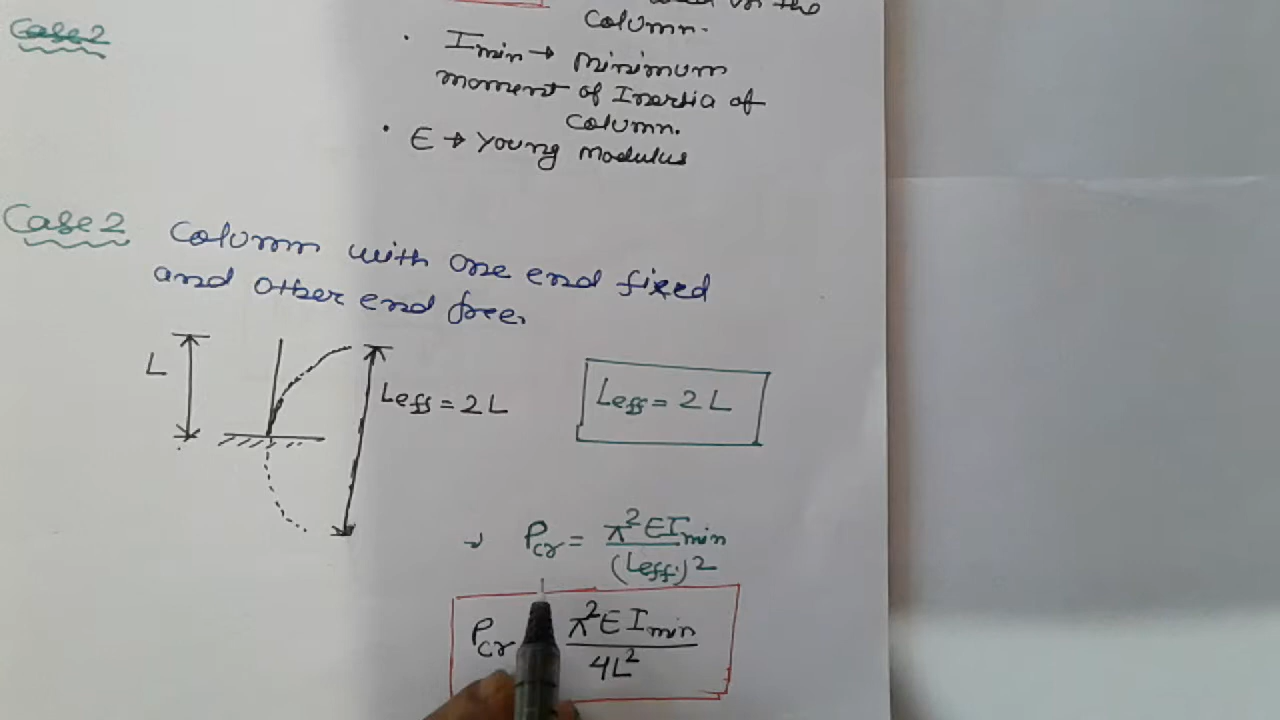 the
Case2
Column.
· Imin → Minimum
moment of Inertia of
Column.
· E → Young Modulus
Case 2 Column with one end fixed
and other end free.
L
Leff = 2L
Leff = 2L
→ Pcr = π²EImin
(Leff)²
Pcr π²EImin
4L²